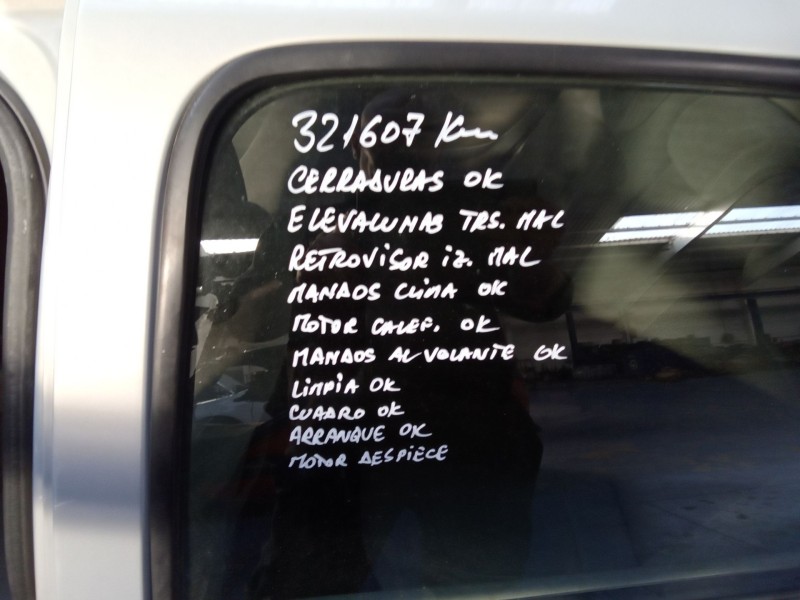 321607 Km
CERRADURAS OK
ELEVALUNAS TRS. MAL
RETROVISOR iz. MAL
MANDOS CLIMA OK
MOTOR CALEF. OK
MANDOS AL VOLANTE OK
LIMPIA OK
CUADRO OK
ARRANQUE OK
MOTOR DESPIECE